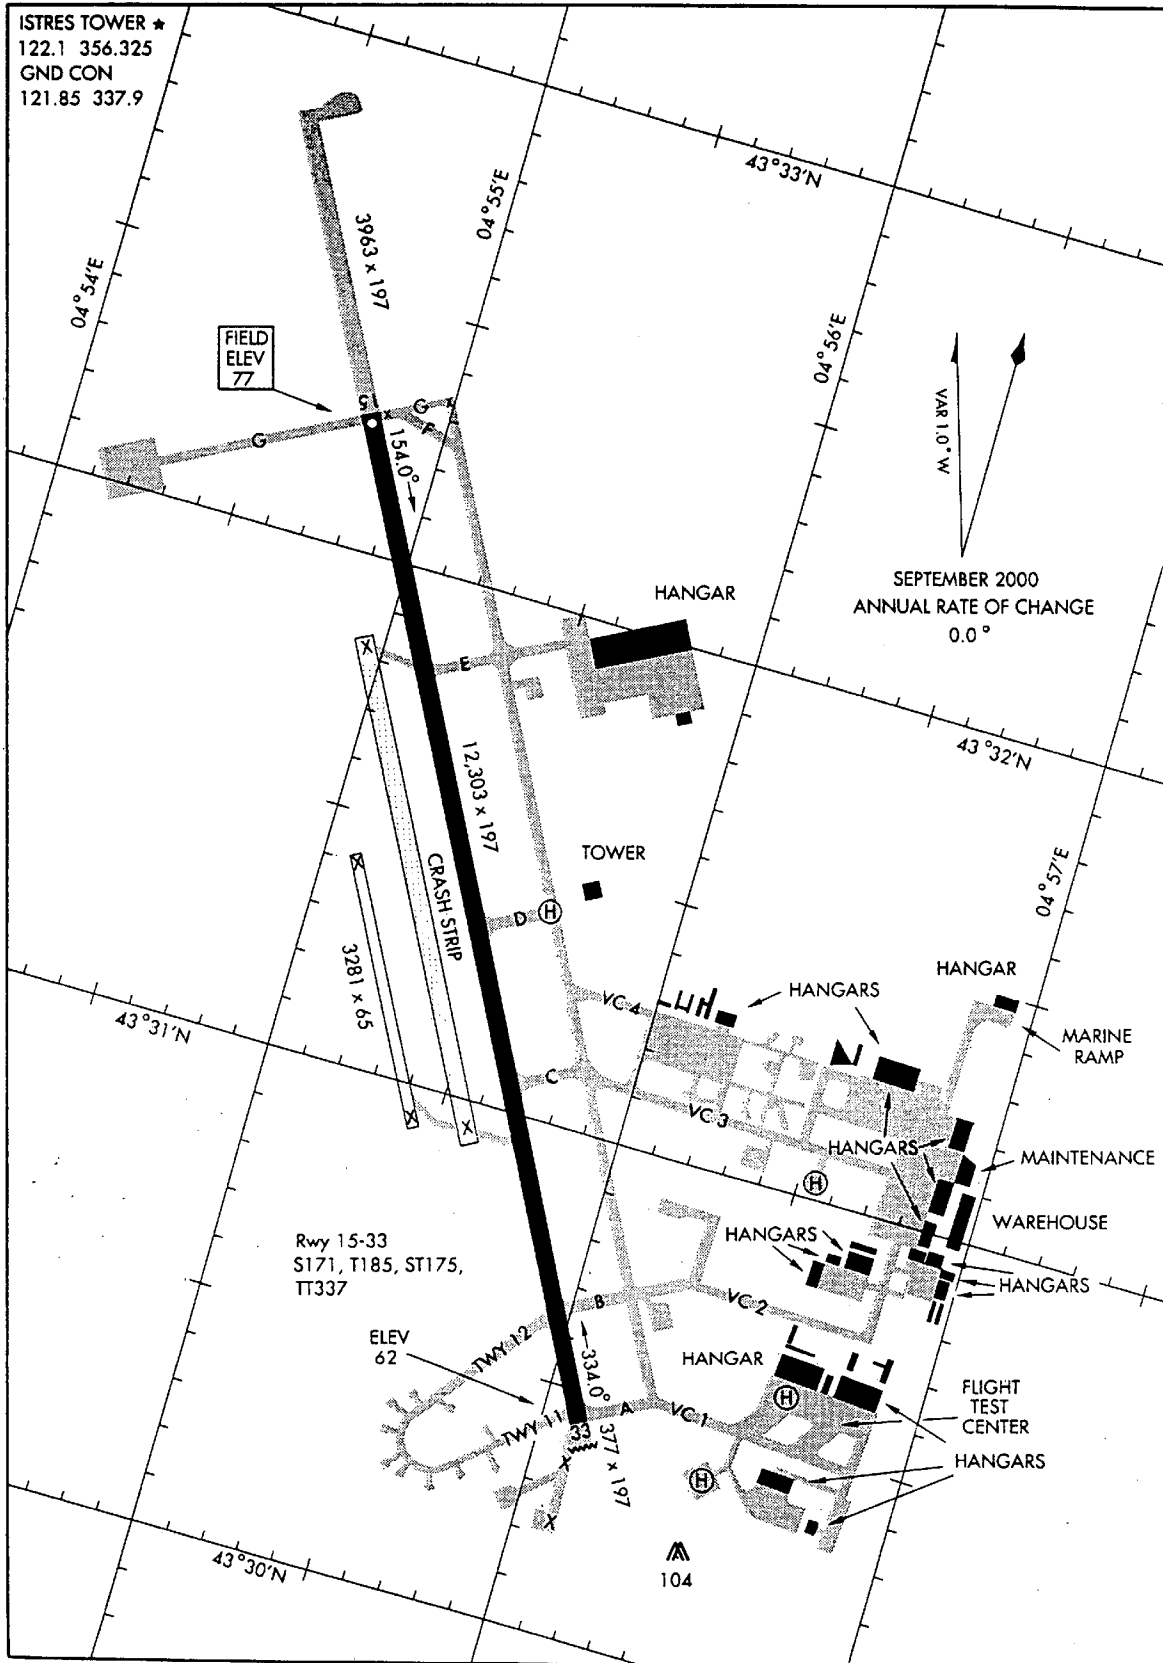 ISTRES TOWER ★
122.1 356.325
GND CON
121.85 337.9
43°33'N
04°55'E
04°54'E
3963 x 197
04°56'E
FIELD
ELEV
77
VAR 1.0° W
15
G
G
F
154.0°
SEPTEMBER 2000
ANNUAL RATE OF CHANGE
0.0°
HANGAR
X
E
43°32'N
12,303 x 197
TOWER
CRASH STRIP
X
04°57'E
D
H
3281 x 65
HANGAR
HANGARS
VC 4
43°31'N
MARINE
RAMP
C
VC 3
X
X
HANGARS
MAINTENANCE
H
WAREHOUSE
HANGARS
Rwy 15-33
S171, T185, ST175,
TT337
HANGARS
B
VC 2
TWY 12
ELEV
62
334.0°
HANGAR
H
FLIGHT
TEST
CENTER
A
VC 1
TWY 11
33
377 x 197
HANGARS
X
H
X
43°30'N
104